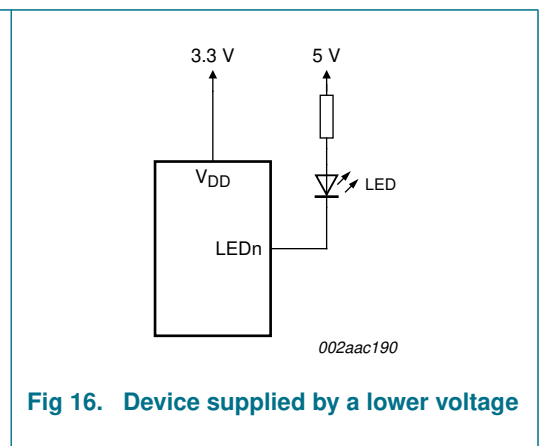 3.3 V 5 V
VDD
LED
LEDn
002aac190
Fig 16. Device supplied by a lower voltage